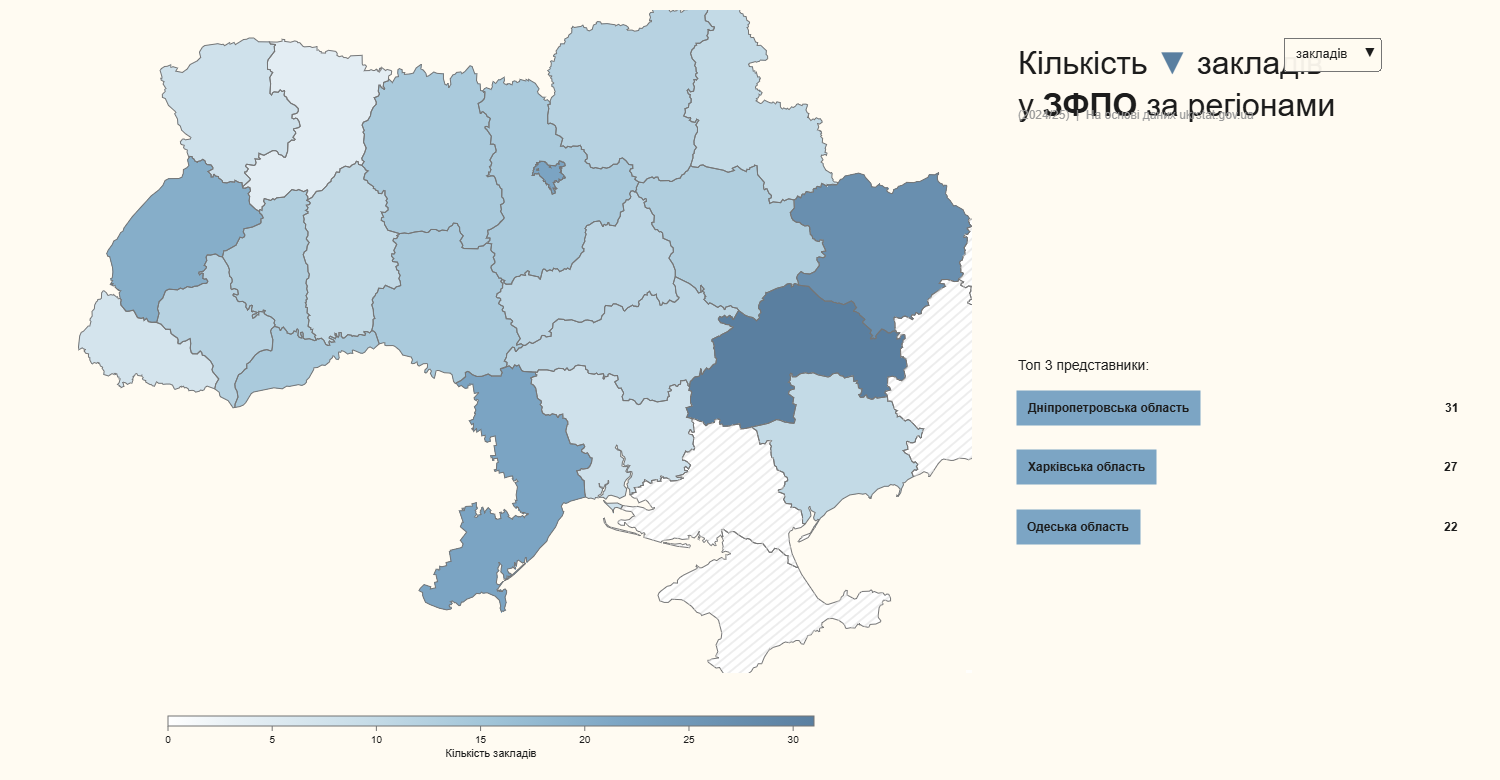 Кількість ▼ закладів
закладів ▼
у ЗФПО за регіонами
(2024/25) | На основі даних ukrstat.gov.ua
Топ 3 представники:
Дніпропетровська область 31
Харківська область 27
Одеська область 22
0 5 10 15 20 25 30
Кількість закладів